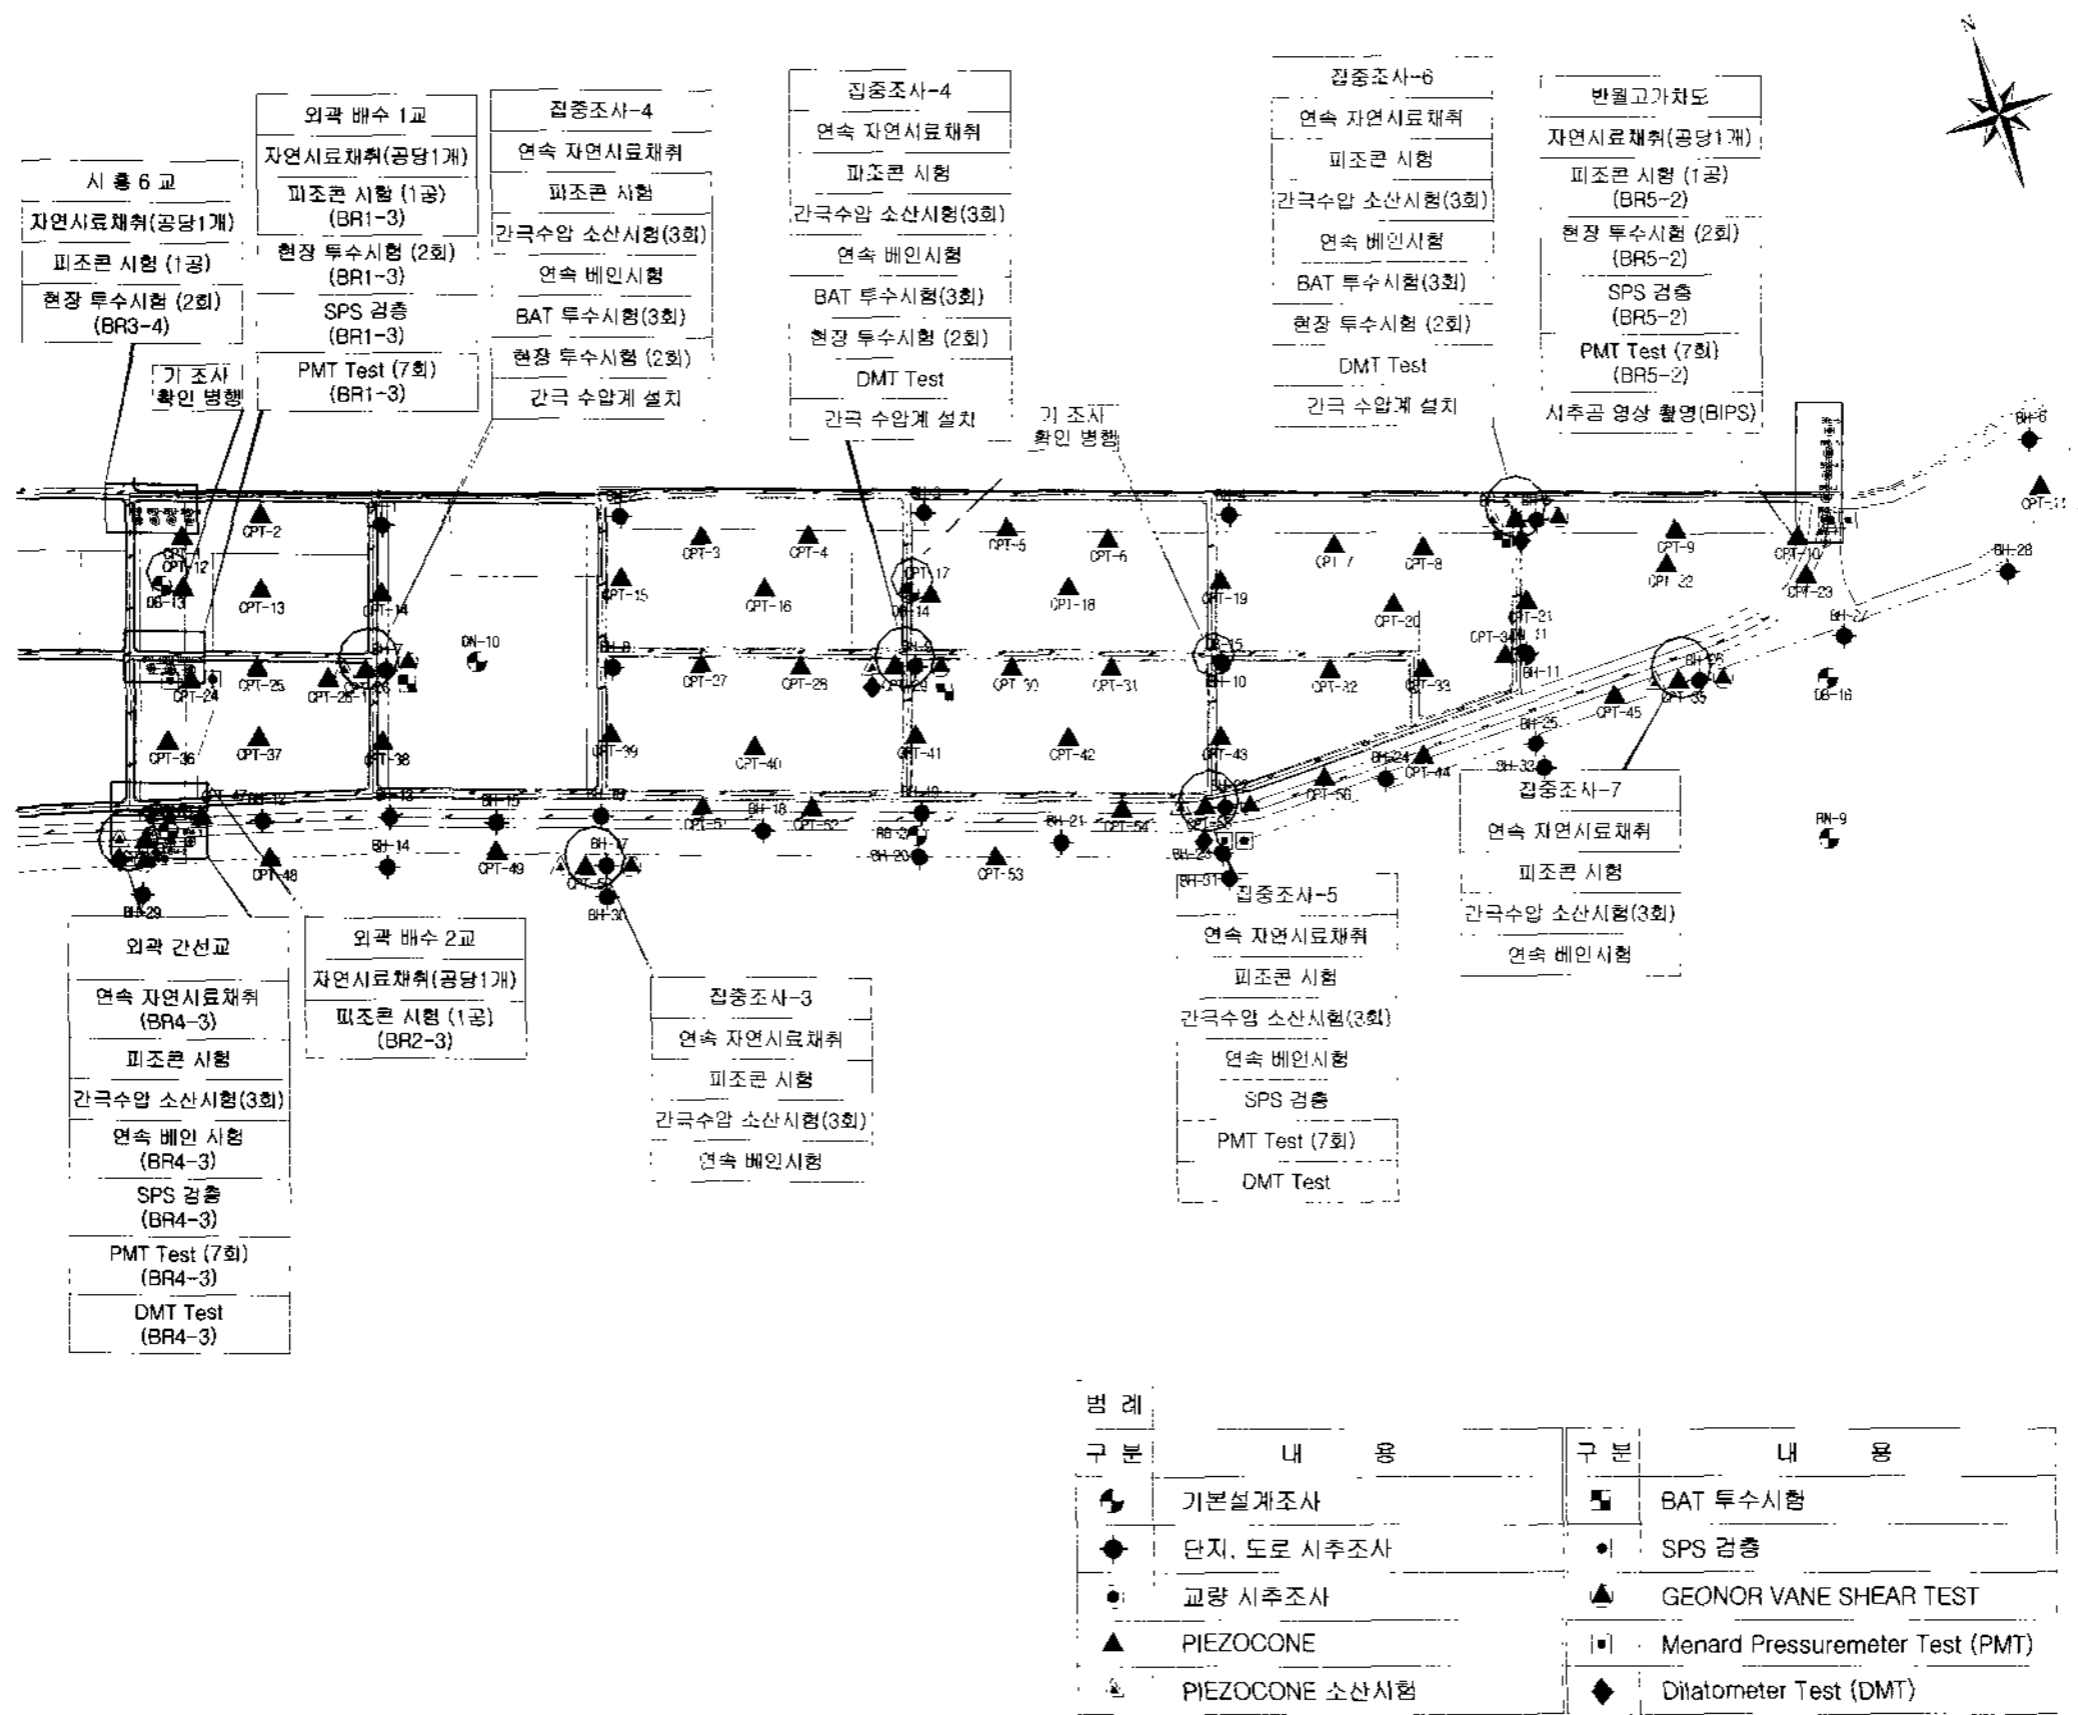 N
시 흥 6 교
자연시료채취(공당1개)
피조콘 시험 (1공)
현장 투수시험 (2회)
(BR3-4)
기 조사
확인 병행
외곽 배수 1교
자연시료채취(공당1개)
피조콘 시험 (1공)
(BR1-3)
현장 투수시험 (2회)
(BR1-3)
SPS 검층
(BR1-3)
PMT Test (7회)
(BR1-3)
집중조사-4
연속 자연시료채취
피조콘 시험
간극수압 소산시험(3회)
연속 베인시험
BAT 투수시험(3회)
현장 투수시험 (2회)
간극 수압계 설치
집중조사-4
연속 자연시료채취
피조콘 시험
간극수압 소산시험(3회)
연속 베인시험
BAT 투수시험(3회)
현장 투수시험 (2회)
DMT Test
간극 수압계 설치
기 조사
확인 병행
집중조사-6
연속 자연시료채취
피조콘 시험
간극수압 소산시험(3회)
연속 베인시험
BAT 투수시험(3회)
현장 투수시험 (2회)
DMT Test
간극 수압계 설치
반월고가차도
자연시료채취(공당1개)
피조콘 시험 (1공)
(BR5-2)
현장 투수시험 (2회)
(BR5-2)
SPS 검층
(BR5-2)
PMT Test (7회)
(BR5-2)
시추공 영상 촬영(BIPS)
BH-6
CPT-11
CPT-2
CPT-3
CPT-4
CPT-5
CPT-6
CPT-7
CPT-8
CPT-9
CPT-10
BH-28
CPT-12
DB-13
CPT-13
CPT-14
CPT-15
CPT-16
CPT-17
DB-14
CPT-18
CPT-19
CPT-20
CPT-21
CPT-22
CPT-23
CPT-24
CPT-25
CPT-26-1
BH-7
DN-10
BH-8
CPT-27
CPT-28
CPT-29
CPT-30
CPT-31
DB-15
BH-10
CPT-32
CPT-33
CPT-34
BH-11
CPT-35
CPT-45
DB-16
CPT-36
CPT-37
CPT-38
CPT-39
CPT-40
CPT-41
CPT-42
CPT-43
BH-24
CPT-44
BH-25
BH-33
CPT-47
BH-12
BH-13
BH-15
CPT-51
BH-18
CPT-52
BH-19
BH-20
BH-21
CPT-54
BH-22
CPT-56
BH-14
CPT-48
CPT-49
BH-17
CPT-53
BH-23
BH-31
BH-29
BH-30
외곽 간선교
연속 자연시료채취
(BR4-3)
피조콘 시험
간극수압 소산시험(3회)
연속 베인 시험
(BR4-3)
SPS 검층
(BR4-3)
PMT Test (7회)
(BR4-3)
DMT Test
(BR4-3)
외곽 배수 2교
자연시료채취(공당1개)
피조콘 시험 (1공)
(BR2-3)
집중조사-3
연속 자연시료채취
피조콘 시험
간극수압 소산시험(3회)
연속 베인시험
집중조사-5
연속 자연시료채취
피조콘 시험
간극수압 소산시험(3회)
연속 베인시험
SPS 검층
PMT Test (7회)
DMT Test
집중조사-7
연속 자연시료채취
피조콘 시험
간극수압 소산시험(3회)
연속 베인시험
범 례
구 분 내 용 구 분 내 용
기본설계조사 BAT 투수시험
단지, 도로 시추조사 SPS 검층
교량 시추조사 GEONOR VANE SHEAR TEST
PIEZOCONE Menard Pressuremeter Test (PMT)
PIEZOCONE 소산시험 Dilatometer Test (DMT)